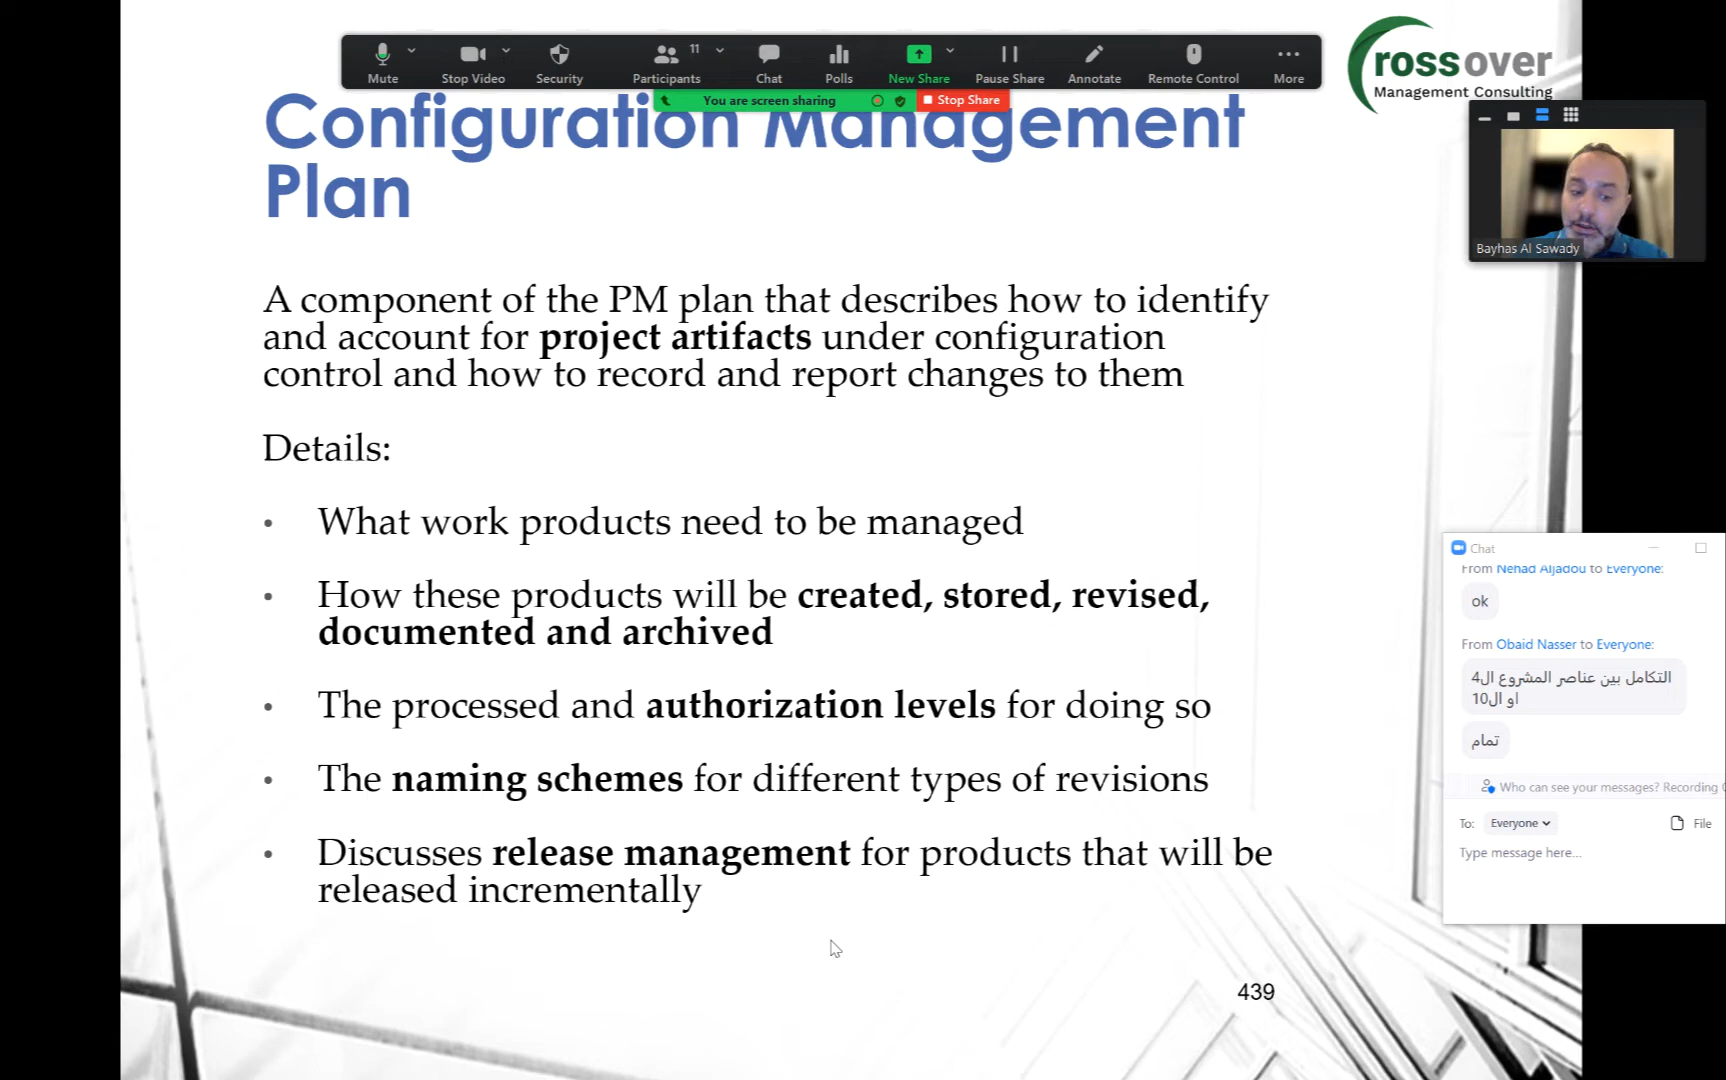 rossover
Management Consulting
Mute
Stop Video
Security
Participants
11
Chat
Polls
New Share
Pause Share
Annotate
Remote Control
More
You are screen sharing
Stop Share
Configuration Management
Plan
Bayhas Al Sawady
A component of the PM plan that describes how to identify
and account for project artifacts under configuration
control and how to record and report changes to them
Details:
• What work products need to be managed
• How these products will be created, stored, revised,
documented and archived
• The processed and authorization levels for doing so
• The naming schemes for different types of revisions
• Discusses release management for products that will be
released incrementally
439
Chat
From Nehad Aljadou to Everyone:
ok
From Obaid Nasser to Everyone:
التكامل بين عناصر المشروع ال4
او ال10
تمام
Who can see your messages? Recording
To: Everyone
File
Type message here...